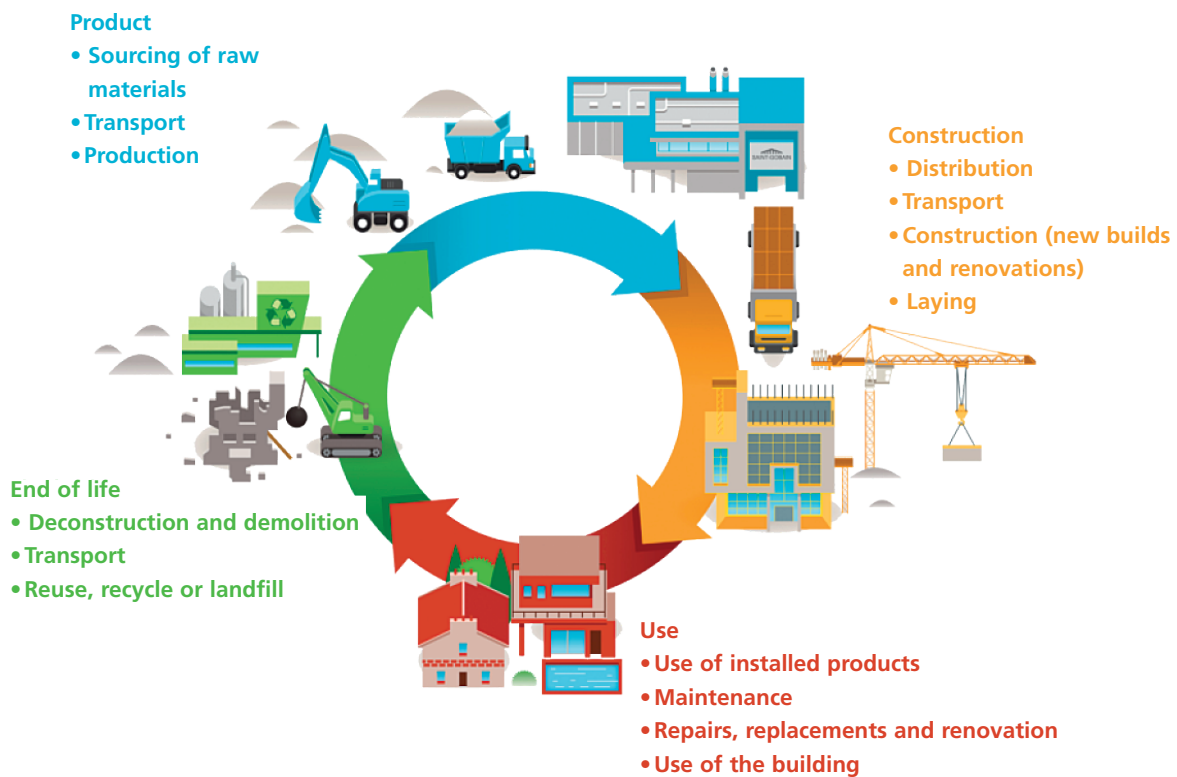 Product
• Sourcing of raw
materials
• Transport
• Production
SAINT-GOBAIN
Construction
• Distribution
• Transport
• Construction (new builds
and renovations)
• Laying
End of life
• Deconstruction and demolition
• Transport
• Reuse, recycle or landfill
Use
• Use of installed products
• Maintenance
• Repairs, replacements and renovation
• Use of the building